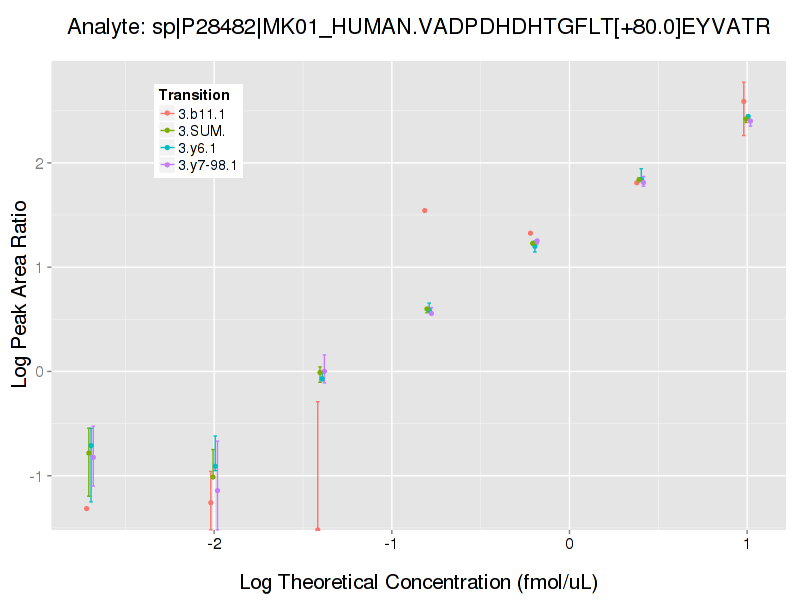 Analyte: sp|P28482|MK01_HUMAN.VADPDHDHTGFLT[+80.0]EYVATR
Transition
3.b11.1
3.SUM.
3.y6.1
3.y7-98.1
Log Peak Area Ratio
2
1
0
-1
-2
-1
0
1
Log Theoretical Concentration (fmol/uL)